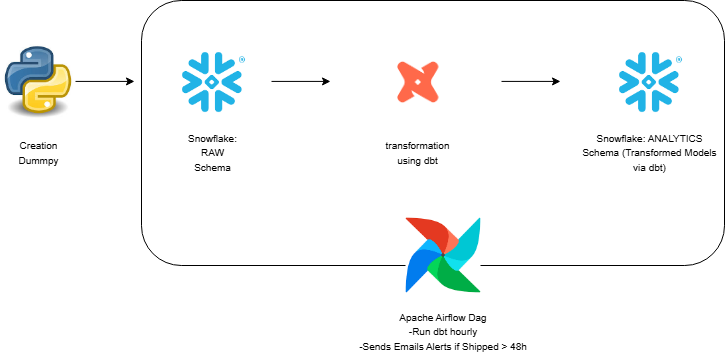 Creation
Dummpy
Snowflake:
RAW
Schema
transformation
using dbt
Snowflake: ANALYTICS
Schema (Transformed Models
via dbt)
Apache Airflow Dag
-Run dbt hourly
-Sends Emails Alerts if Shipped > 48h